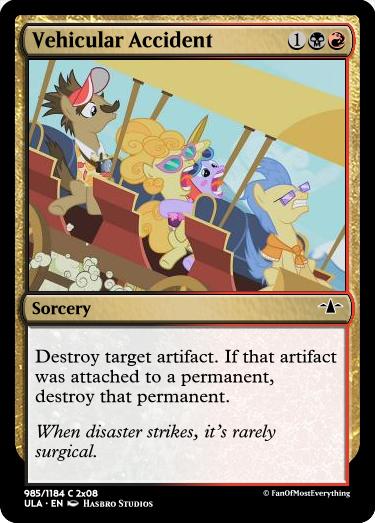 Vehicular Accident 1
Sorcery
Destroy target artifact. If that artifact
was attached to a permanent,
destroy that permanent.
When disaster strikes, it's rarely
surgical.
985/1184 C 2x08
ULA • EN Hasbro Studios
© FanOfMostEverything